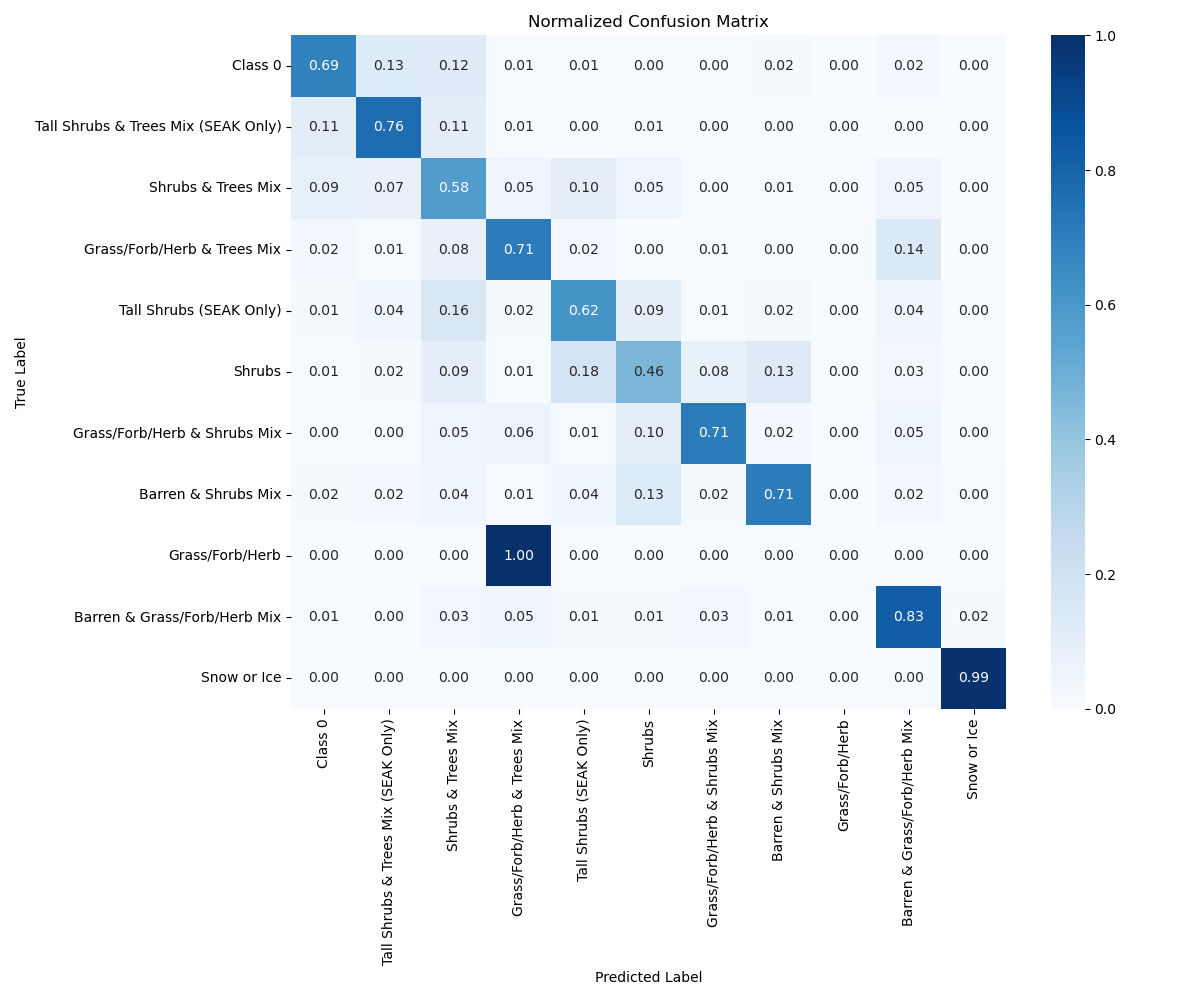 Normalized Confusion Matrix
True Label
Class 0 0.69 0.13 0.12 0.01 0.01 0.00 0.00 0.02 0.00 0.02 0.00
Tall Shrubs & Trees Mix (SEAK Only) 0.11 0.76 0.11 0.01 0.00 0.01 0.00 0.00 0.00 0.00 0.00
Shrubs & Trees Mix 0.09 0.07 0.58 0.05 0.10 0.05 0.00 0.01 0.00 0.05 0.00
Grass/Forb/Herb & Trees Mix 0.02 0.01 0.08 0.71 0.02 0.00 0.01 0.00 0.00 0.14 0.00
Tall Shrubs (SEAK Only) 0.01 0.04 0.16 0.02 0.62 0.09 0.01 0.02 0.00 0.04 0.00
Shrubs 0.01 0.02 0.09 0.01 0.18 0.46 0.08 0.13 0.00 0.03 0.00
Grass/Forb/Herb & Shrubs Mix 0.00 0.00 0.05 0.06 0.01 0.10 0.71 0.02 0.00 0.05 0.00
Barren & Shrubs Mix 0.02 0.02 0.04 0.01 0.04 0.13 0.02 0.71 0.00 0.02 0.00
Grass/Forb/Herb 0.00 0.00 0.00 1.00 0.00 0.00 0.00 0.00 0.00 0.00 0.00
Barren & Grass/Forb/Herb Mix 0.01 0.00 0.03 0.05 0.01 0.01 0.03 0.01 0.00 0.83 0.02
Snow or Ice 0.00 0.00 0.00 0.00 0.00 0.00 0.00 0.00 0.00 0.00 0.99
Class 0
Tall Shrubs & Trees Mix (SEAK Only)
Shrubs & Trees Mix
Grass/Forb/Herb & Trees Mix
Tall Shrubs (SEAK Only)
Shrubs
Grass/Forb/Herb & Shrubs Mix
Barren & Shrubs Mix
Grass/Forb/Herb
Barren & Grass/Forb/Herb Mix
Snow or Ice
Predicted Label
1.0
0.8
0.6
0.4
0.2
0.0